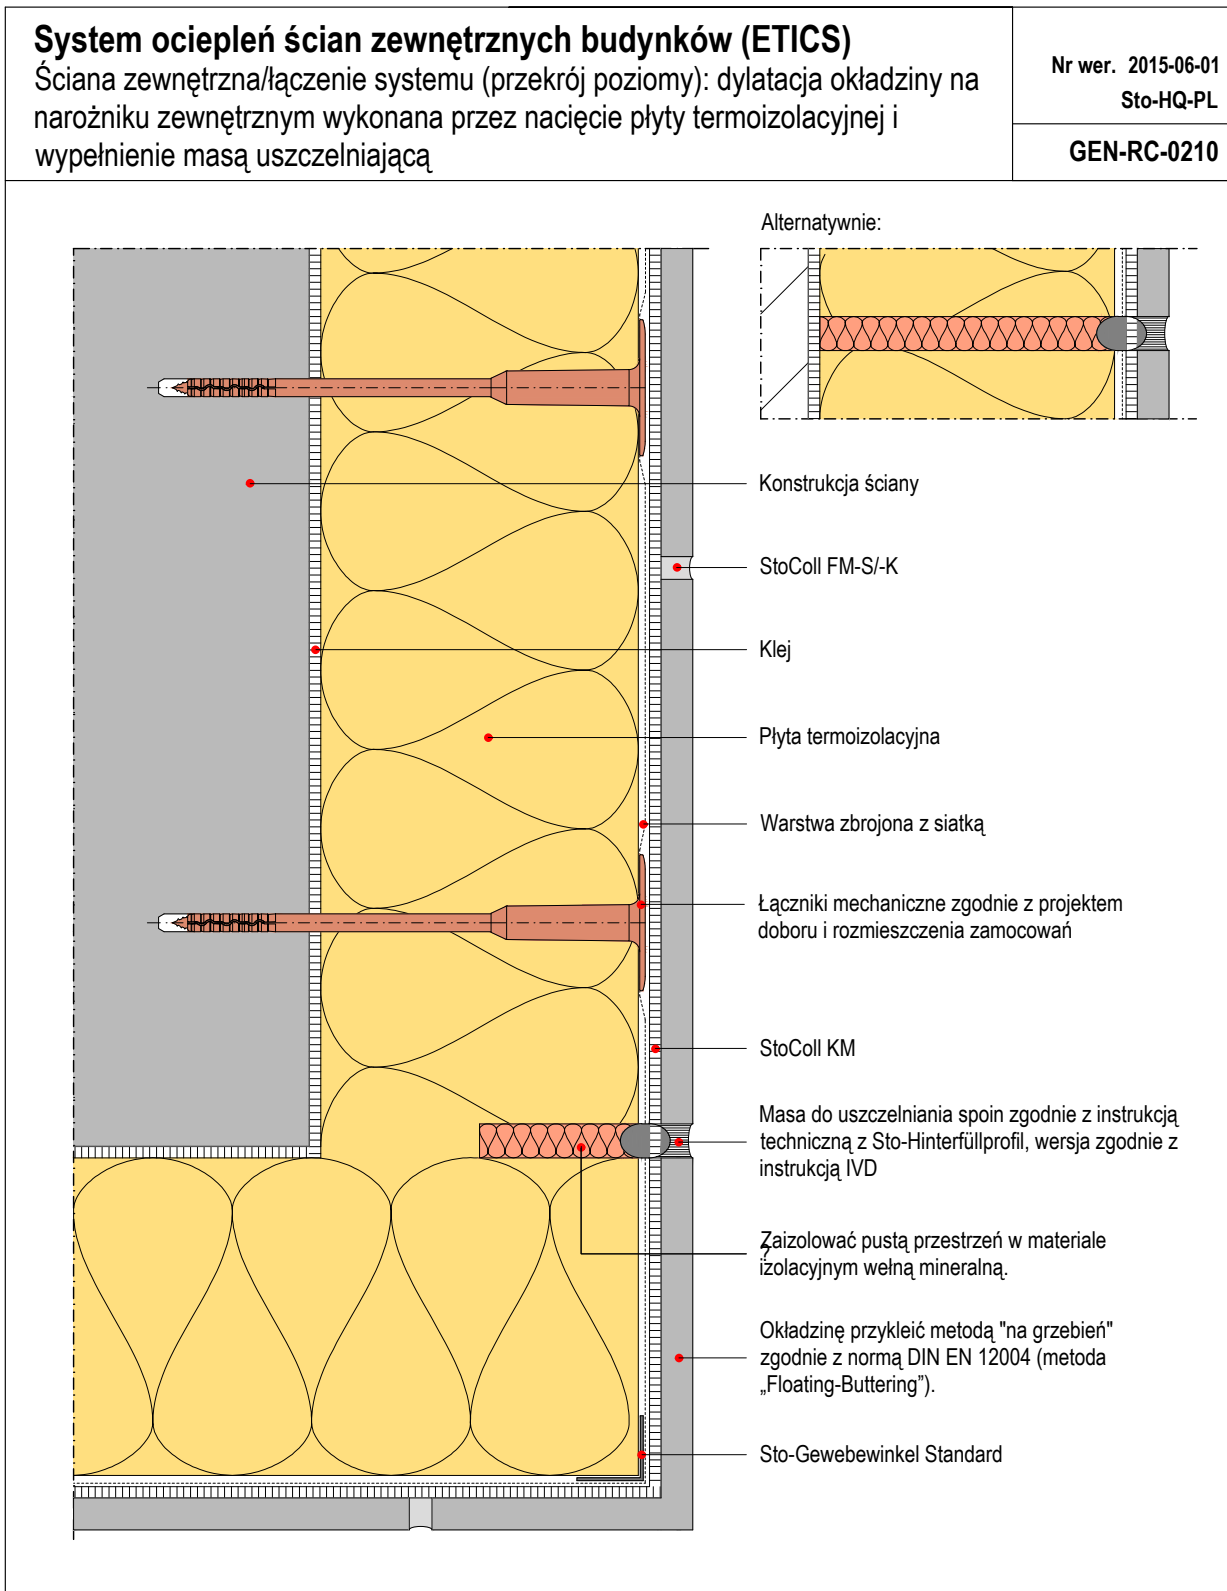 System ociepleń ścian zewnętrznych budynków (ETICS)
Ściana zewnętrzna/łączenie systemu (przekrój poziomy): dylatacja okładziny na
narożniku zewnętrznym wykonana przez nacięcie płyty termoizolacyjnej i
wypełnienie masą uszczelniającą
Nr wer. 2015-06-01
Sto-HQ-PL
GEN-RC-0210
Alternatywnie:
Konstrukcja ściany
StoColl FM-S/-K
Klej
Płyta termoizolacyjna
Warstwa zbrojona z siatką
Łączniki mechaniczne zgodnie z projektem
doboru i rozmieszczenia zamocowań
StoColl KM
Masa do uszczelniania spoin zgodnie z instrukcją
techniczną z Sto-Hinterfüllprofil, wersja zgodnie z
instrukcją IVD
Zaizolować pustą przestrzeń w materiale
?
izolacyjnym wełną mineralną.
Okładzinę przykleić metodą "na grzebień"
zgodnie z normą DIN EN 12004 (metoda
„Floating-Buttering”).
Sto-Gewebewinkel Standard